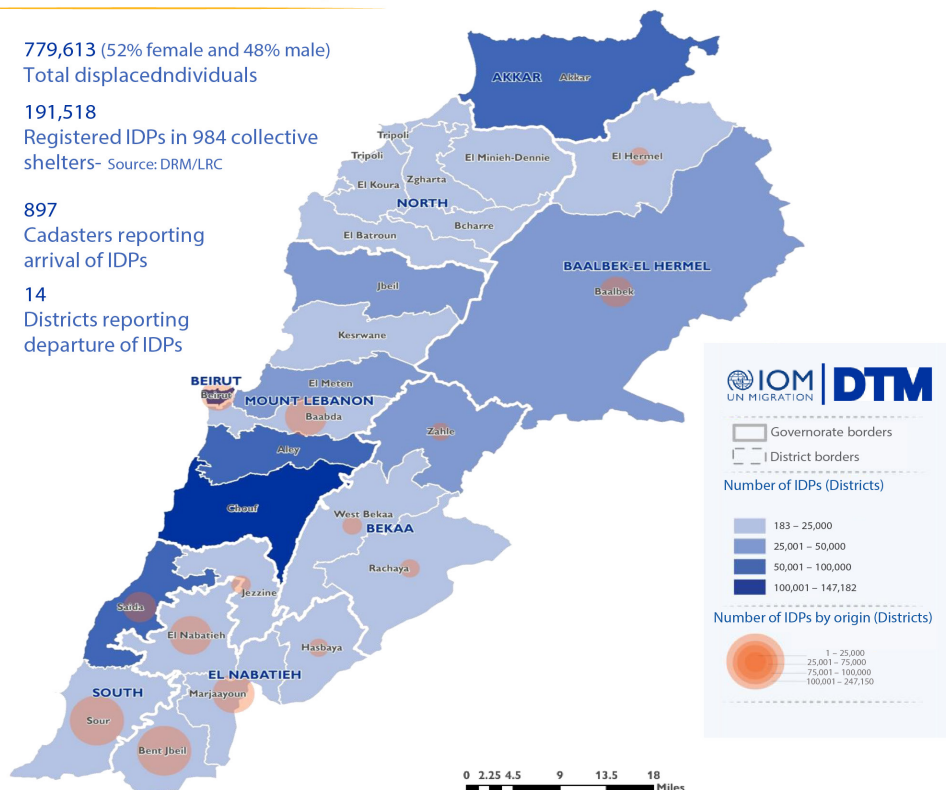 779,613 (52% female and 48% male)
Total displacedndividuals
191,518
Registered IDPs in 984 collective
shelters- Source: DRM/LRC
897
Cadasters reporting
arrival of IDPs
14
Districts reporting
departure of IDPs
AKKAR Akkar
Tripoli
Tripoli
El Minieh-Dennie
El Hermel
Zgharta
El Koura
NORTH
Bcharre
El Batroun
BAALBEK-EL HERMEL
Baalbek
Jbeil
Kesrwane
BEIRUT
Beirut
El Meten
MOUNT LEBANON
Baabda
Zahle
Aley
Chouf
West Bekaa
BEKAA
Rachaya
Jezzine
Saida
El Nabatieh
Hasbaya
EL NABATIEH
Marjaayoun
SOUTH
Sour
Bent Jbeil
IOM
UN MIGRATION
DTM
Governorate borders
District borders
Number of IDPs (Districts)
183 – 25,000
25,001 – 50,000
50,001 – 100,000
100,001 – 147,182
Number of IDPs by origin (Districts)
1 – 25,000
25,001 – 75,000
75,001 – 100,000
100,001 – 247,150
0 2.25 4.5 9 13.5 18
Miles